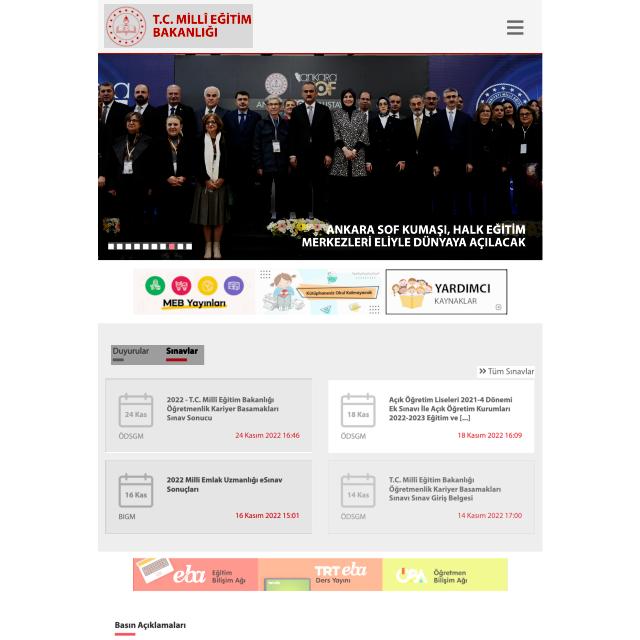 T.C. MİLLÎ EĞİTİM
BAKANLIĞI
ankara
SOF
ANKARA SOF KUMAŞI, HALK EĞİTİM
MERKEZLERİ ELİYLE DÜNYAYA AÇILACAK
MEB Yayınları
Kütüphanesiz Okul Kalmayacak
YARDIMCI
KAYNAKLAR
Duyurular Sınavlar
Tüm Sınavlar
24 Kas
ÖDSGM
2022 - T.C. Millî Eğitim Bakanlığı
Öğretmenlik Kariyer Basamakları
Sınav Sonucu
24 Kasım 2022 16:46
18 Kas
ÖDSGM
Açık Öğretim Liseleri 2021-4 Dönemi
Ek Sınavı İle Açık Öğretim Kurumları
2022-2023 Eğitim ve [...]
18 Kasım 2022 16:09
16 Kas
BIGM
2022 Milli Emlak Uzmanlığı eSınav
Sonuçları
16 Kasım 2022 15:01
14 Kas
ÖDSGM
T.C. Millî Eğitim Bakanlığı
Öğretmenlik Kariyer Basamakları
Sınavı Sınav Giriş Belgesi
14 Kasım 2022 17:00
eba Eğitim
Bilişim Ağı
TRT eba
Ders Yayını
ÖBA Öğretmen
Bilişim Ağı
Basın Açıklamaları